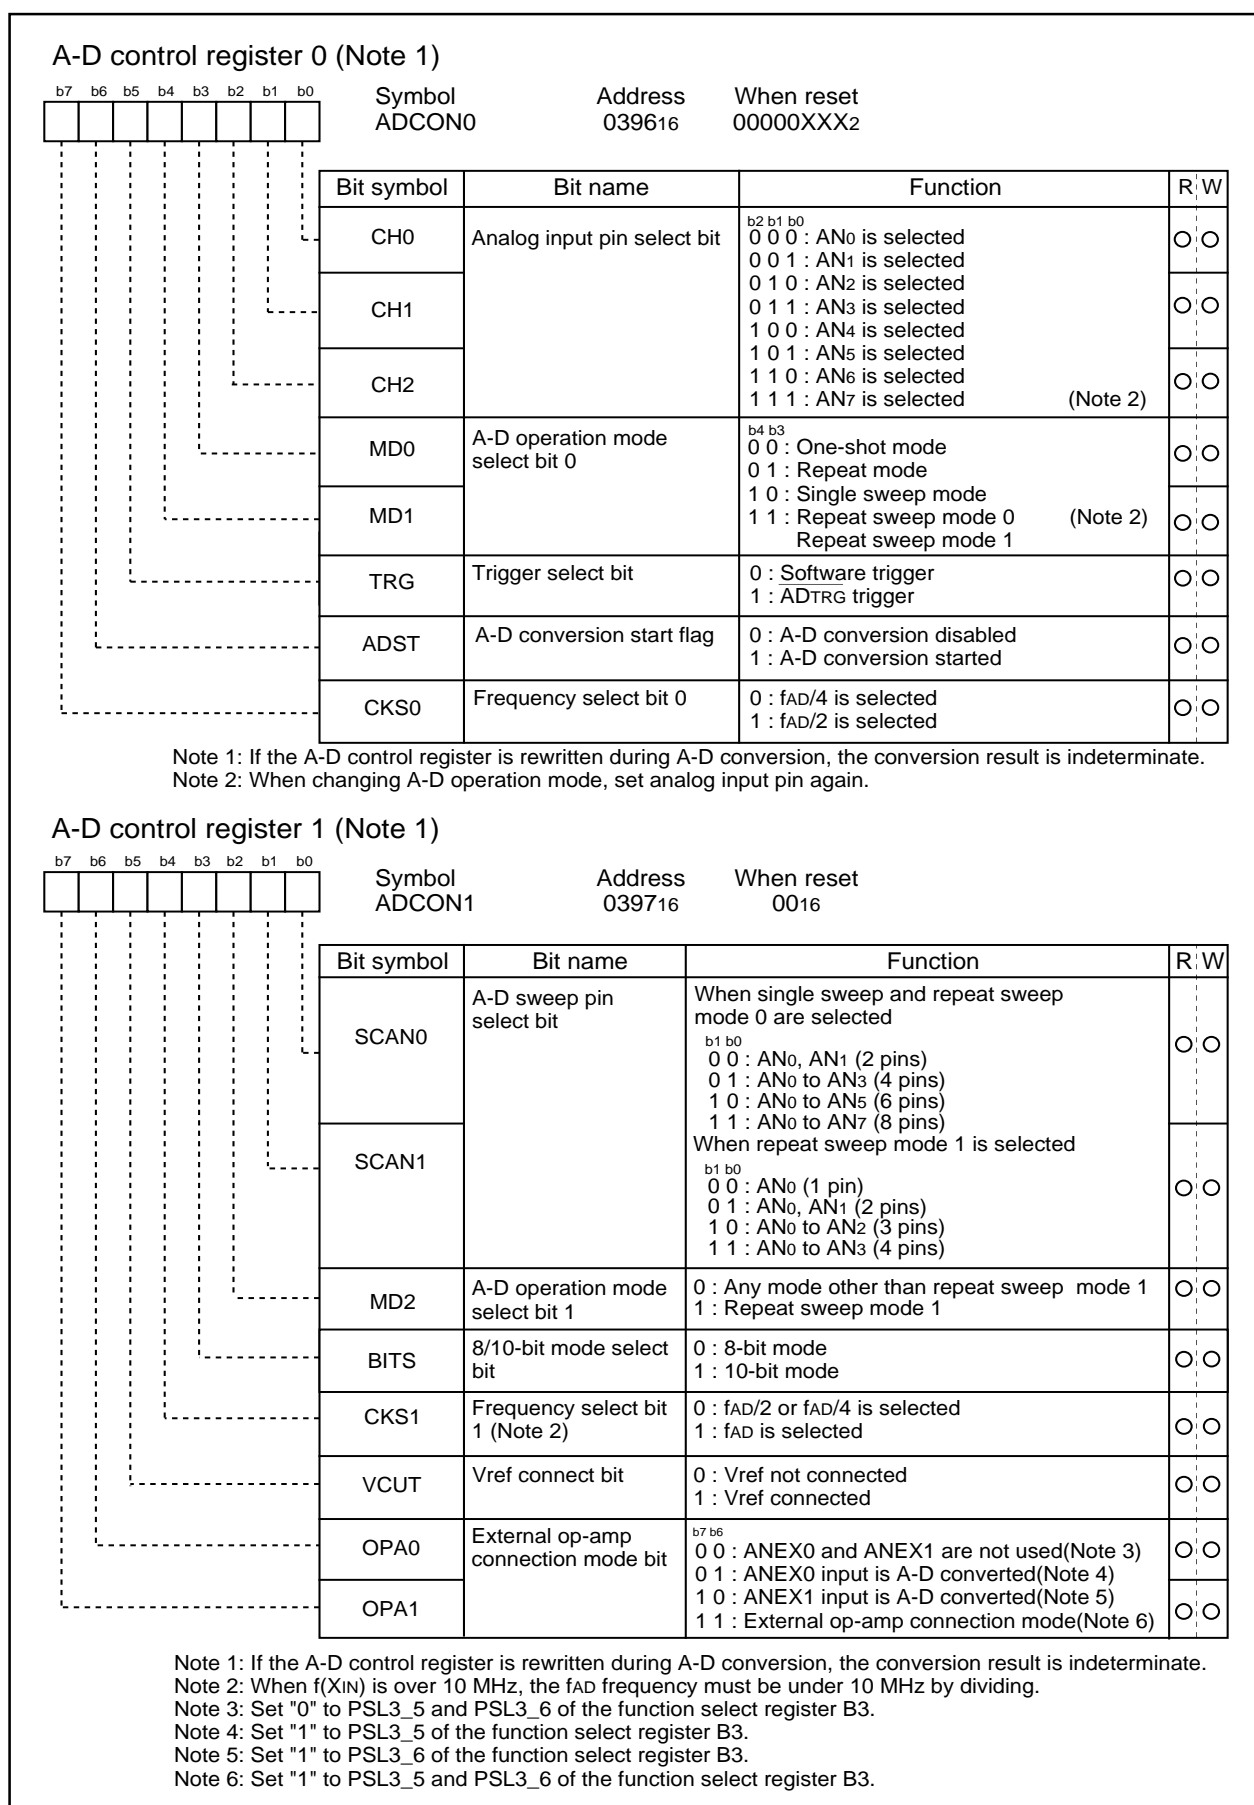 A-D control register 0 (Note 1)
b7 b6 b5 b4 b3 b2 b1 b0
Symbol Address When reset
ADCON0 039616 00000XXX2
Bit symbol Bit name Function R W
CH0 Analog input pin select bit
b2 b1 b0
0 0 0 : AN0 is selected
0 0 1 : AN1 is selected
0 1 0 : AN2 is selected
CH1
0 1 1 : AN3 is selected
1 0 0 : AN4 is selected
1 0 1 : AN5 is selected
CH2
1 1 0 : AN6 is selected
1 1 1 : AN7 is selected (Note 2)
MD0 A-D operation mode
select bit 0
b4 b3
0 0 : One-shot mode
0 1 : Repeat mode
MD1
1 0 : Single sweep mode
1 1 : Repeat sweep mode 0 (Note 2)
Repeat sweep mode 1
TRG Trigger select bit
0 : Software trigger
1 : ADTRG trigger
ADST A-D conversion start flag
0 : A-D conversion disabled
1 : A-D conversion started
CKS0 Frequency select bit 0
0 : fAD/4 is selected
1 : fAD/2 is selected
Note 1: If the A-D control register is rewritten during A-D conversion, the conversion result is indeterminate.
Note 2: When changing A-D operation mode, set analog input pin again.
A-D control register 1 (Note 1)
b7 b6 b5 b4 b3 b2 b1 b0
Symbol Address When reset
ADCON1 039716 0016
Bit symbol Bit name Function R W
SCAN0 A-D sweep pin
select bit
When single sweep and repeat sweep
mode 0 are selected
b1 b0
0 0 : AN0, AN1 (2 pins)
0 1 : AN0 to AN3 (4 pins)
1 0 : AN0 to AN5 (6 pins)
1 1 : AN0 to AN7 (8 pins)
SCAN1
When repeat sweep mode 1 is selected
b1 b0
0 0 : AN0 (1 pin)
0 1 : AN0, AN1 (2 pins)
1 0 : AN0 to AN2 (3 pins)
1 1 : AN0 to AN3 (4 pins)
MD2 A-D operation mode
select bit 1
0 : Any mode other than repeat sweep mode 1
1 : Repeat sweep mode 1
BITS 8/10-bit mode select
bit
0 : 8-bit mode
1 : 10-bit mode
CKS1 Frequency select bit
1 (Note 2)
0 : fAD/2 or fAD/4 is selected
1 : fAD is selected
VCUT Vref connect bit
0 : Vref not connected
1 : Vref connected
OPA0 External op-amp
connection mode bit
b7 b6
0 0 : ANEX0 and ANEX1 are not used(Note 3)
0 1 : ANEX0 input is A-D converted(Note 4)
OPA1
1 0 : ANEX1 input is A-D converted(Note 5)
1 1 : External op-amp connection mode(Note 6)
Note 1: If the A-D control register is rewritten during A-D conversion, the conversion result is indeterminate.
Note 2: When f(XIN) is over 10 MHz, the fAD frequency must be under 10 MHz by dividing.
Note 3: Set "0" to PSL3_5 and PSL3_6 of the function select register B3.
Note 4: Set "1" to PSL3_5 of the function select register B3.
Note 5: Set "1" to PSL3_6 of the function select register B3.
Note 6: Set "1" to PSL3_5 and PSL3_6 of the function select register B3.